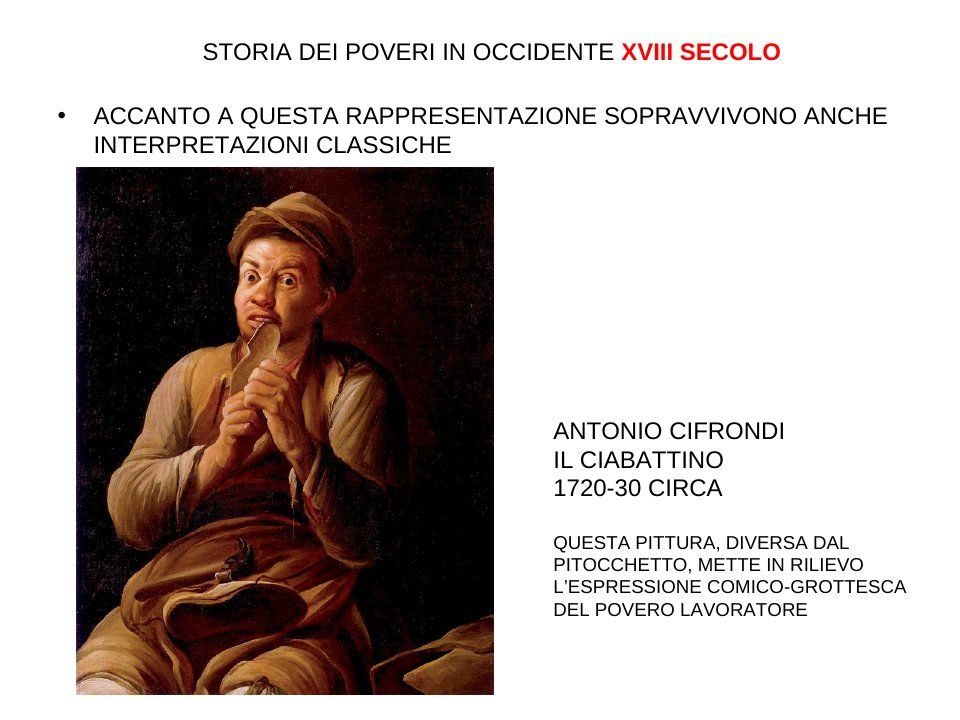 STORIA DEI POVERI IN OCCIDENTE XVIII SECOLO
• ACCANTO A QUESTA RAPPRESENTAZIONE SOPRAVVIVONO ANCHE
INTERPRETAZIONI CLASSICHE
ANTONIO CIFRONDI
IL CIABATTINO
1720-30 CIRCA
QUESTA PITTURA, DIVERSA DAL
PITOCCHETTO, METTE IN RILIEVO
L’ESPRESSIONE COMICO-GROTTESCA
DEL POVERO LAVORATORE